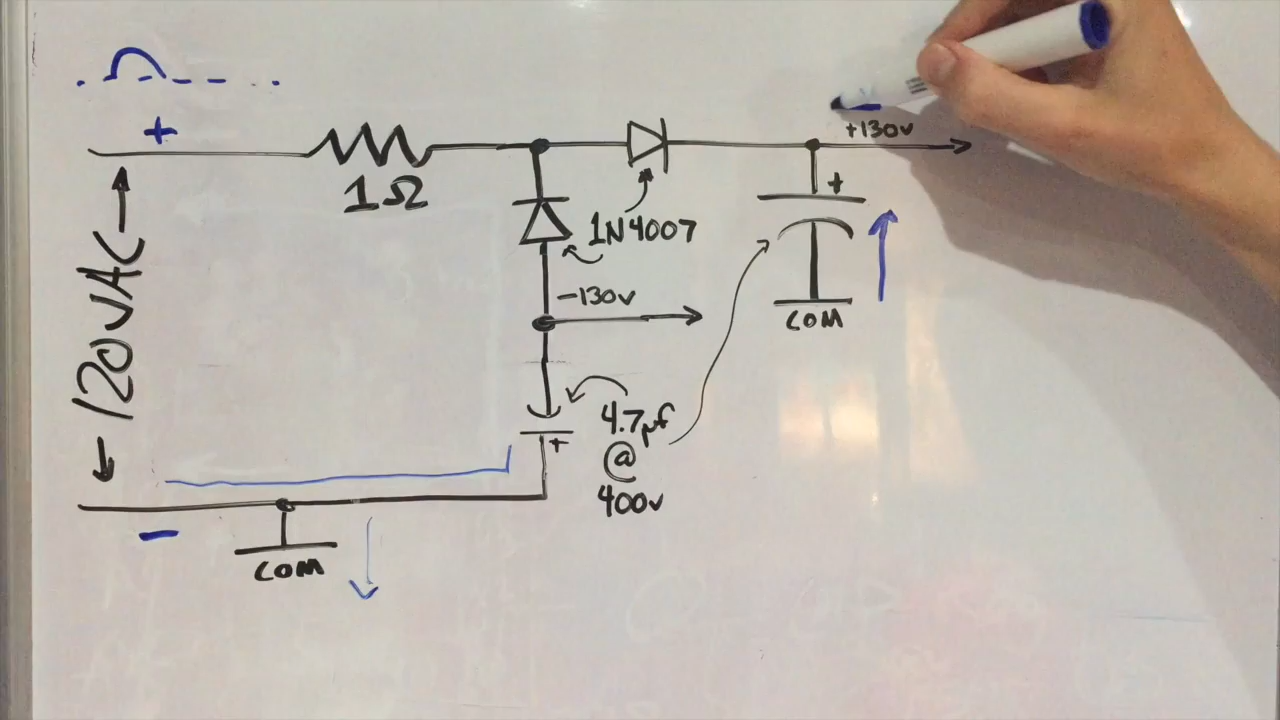 +
+130v
+
1Ω
1N4007
120VAC
-130v
COM
4.7µf
@
400v
+
-
COM